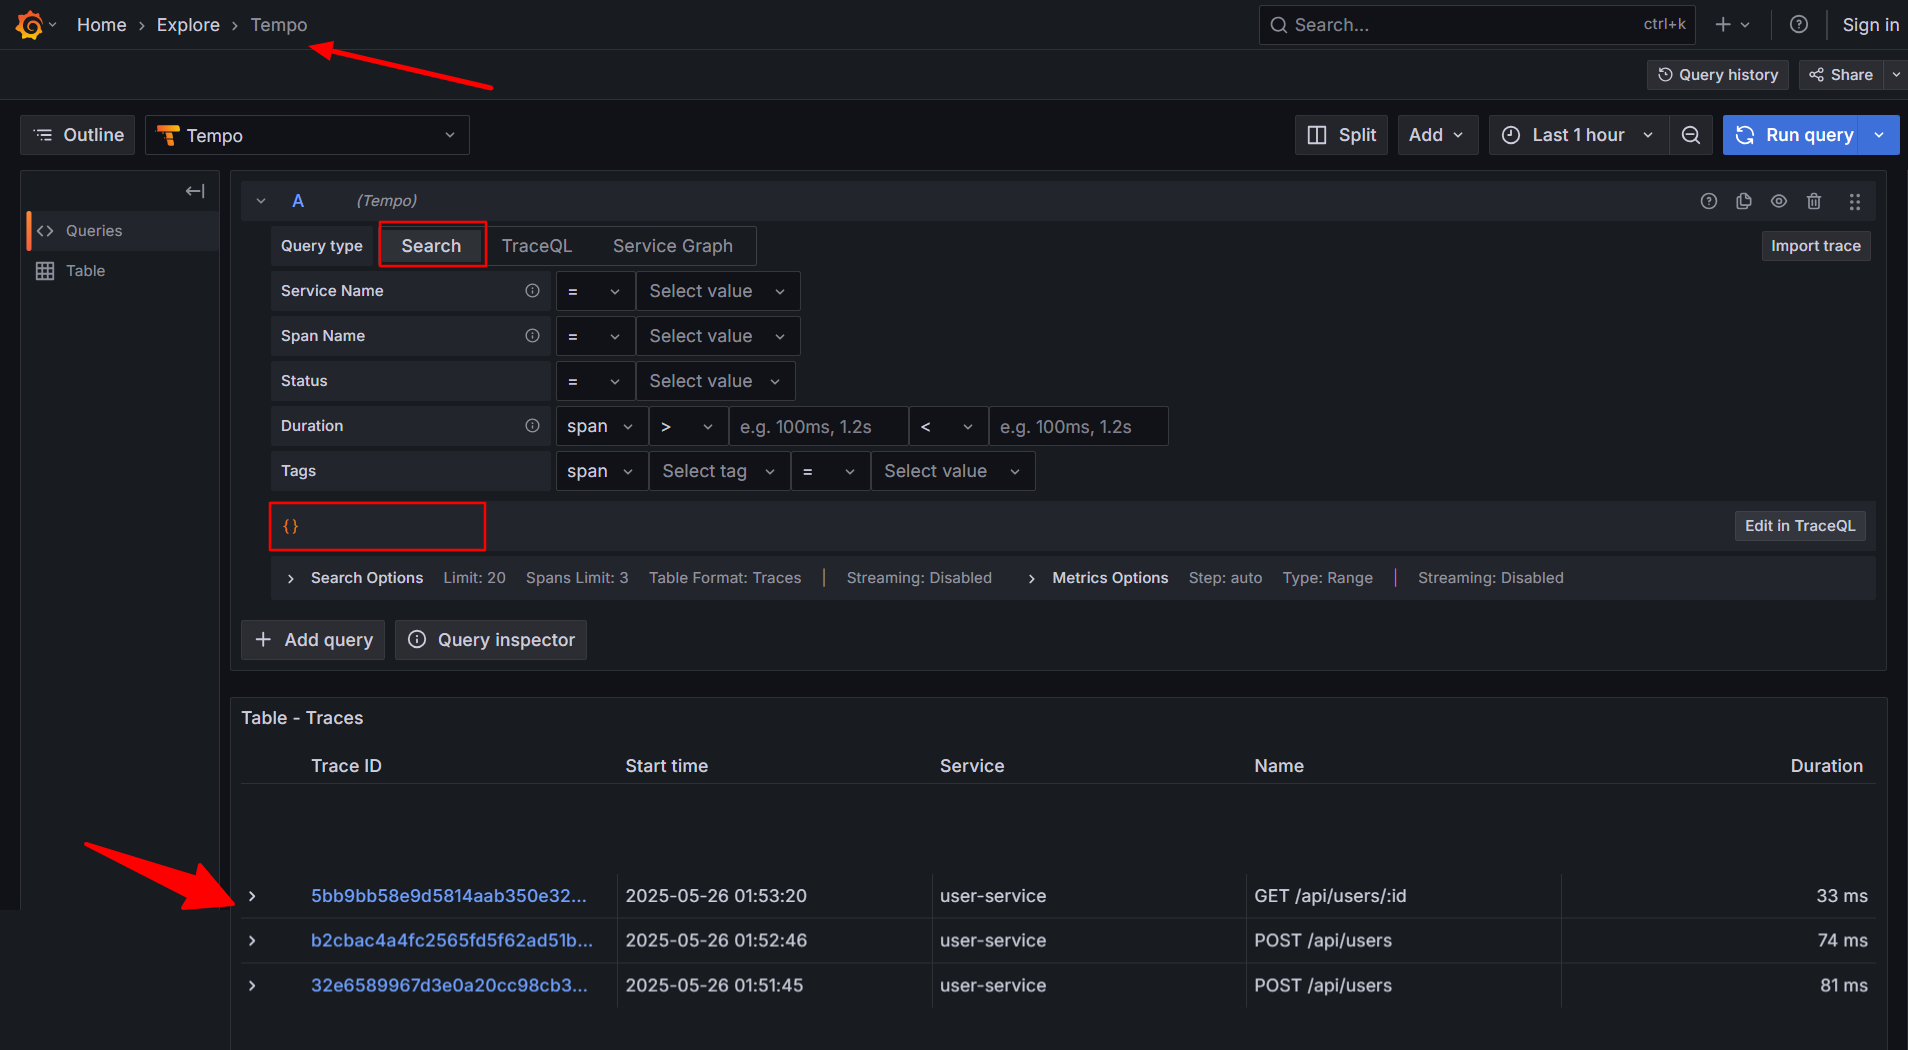 Home › Explore › Tempo
Search... ctrl+k
Sign in
Query history
Share
Outline
Tempo
Split
Add
Last 1 hour
Run query
Queries
Table
A (Tempo)
Query type Search TraceQL Service Graph
Import trace
Service Name = Select value
Span Name = Select value
Status = Select value
Duration span > e.g. 100ms, 1.2s < e.g. 100ms, 1.2s
Tags span Select tag = Select value
{} Edit in TraceQL
Search Options Limit: 20 Spans Limit: 3 Table Format: Traces | Streaming: Disabled Metrics Options Step: auto Type: Range | Streaming: Disabled
+ Add query Query inspector
Table - Traces
Trace ID Start time Service Name Duration
5bb9bb58e9d5814aab350e32... 2025-05-26 01:53:20 user-service GET /api/users/:id 33 ms
b2cbac4a4fc2565fd5f62ad51b... 2025-05-26 01:52:46 user-service POST /api/users 74 ms
32e6589967d3e0a20cc98cb3... 2025-05-26 01:51:45 user-service POST /api/users 81 ms